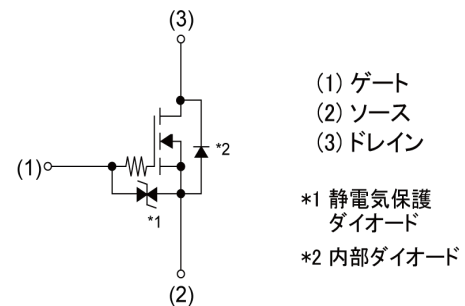 (3)
(1)
*2
*1
(2)
(1) ゲート
(2) ソース
(3) ドレイン
*1 静電気保護
ダイオード
*2 内部ダイオード